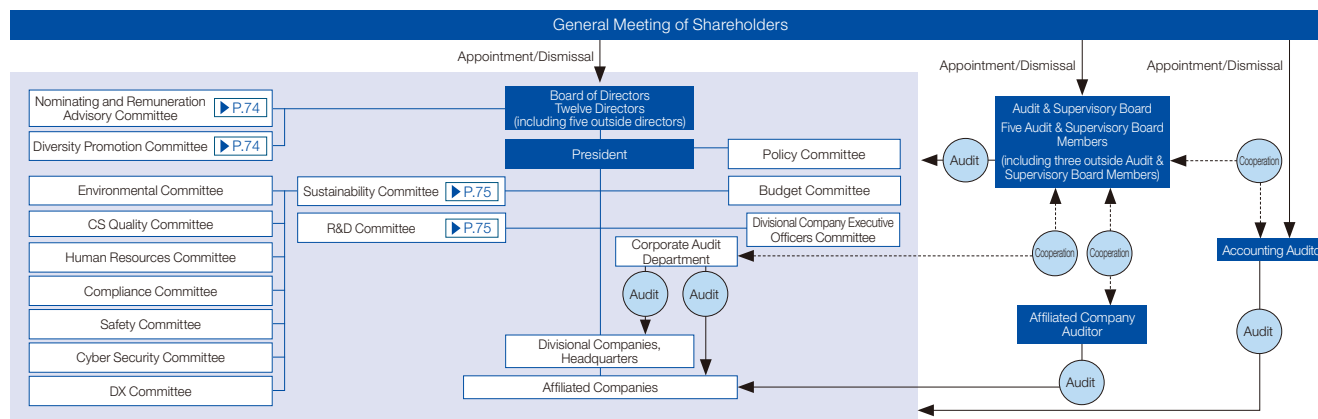 General Meeting of Shareholders
Appointment/Dismissal
Appointment/Dismissal
Appointment/Dismissal
Nominating and Remuneration
Advisory Committee
▶P.74
Diversity Promotion Committee
▶P.74
Board of Directors
Twelve Directors
(including five outside directors)
President
Policy Committee
Audit
Audit & Supervisory Board
Five Audit & Supervisory Board
Members
(including three outside Audit &
Supervisory Board Members)
Cooperation
Environmental Committee
Sustainability Committee
▶P.75
Budget Committee
CS Quality Committee
R&D Committee
▶P.75
Divisional Company Executive
Officers Committee
Human Resources Committee
Corporate Audit
Department
Cooperation
Cooperation
Accounting Auditor
Compliance Committee
Audit
Audit
Safety Committee
Affiliated Company
Auditor
Audit
Cyber Security Committee
Divisional Companies,
Headquarters
DX Committee
Affiliated Companies
Audit